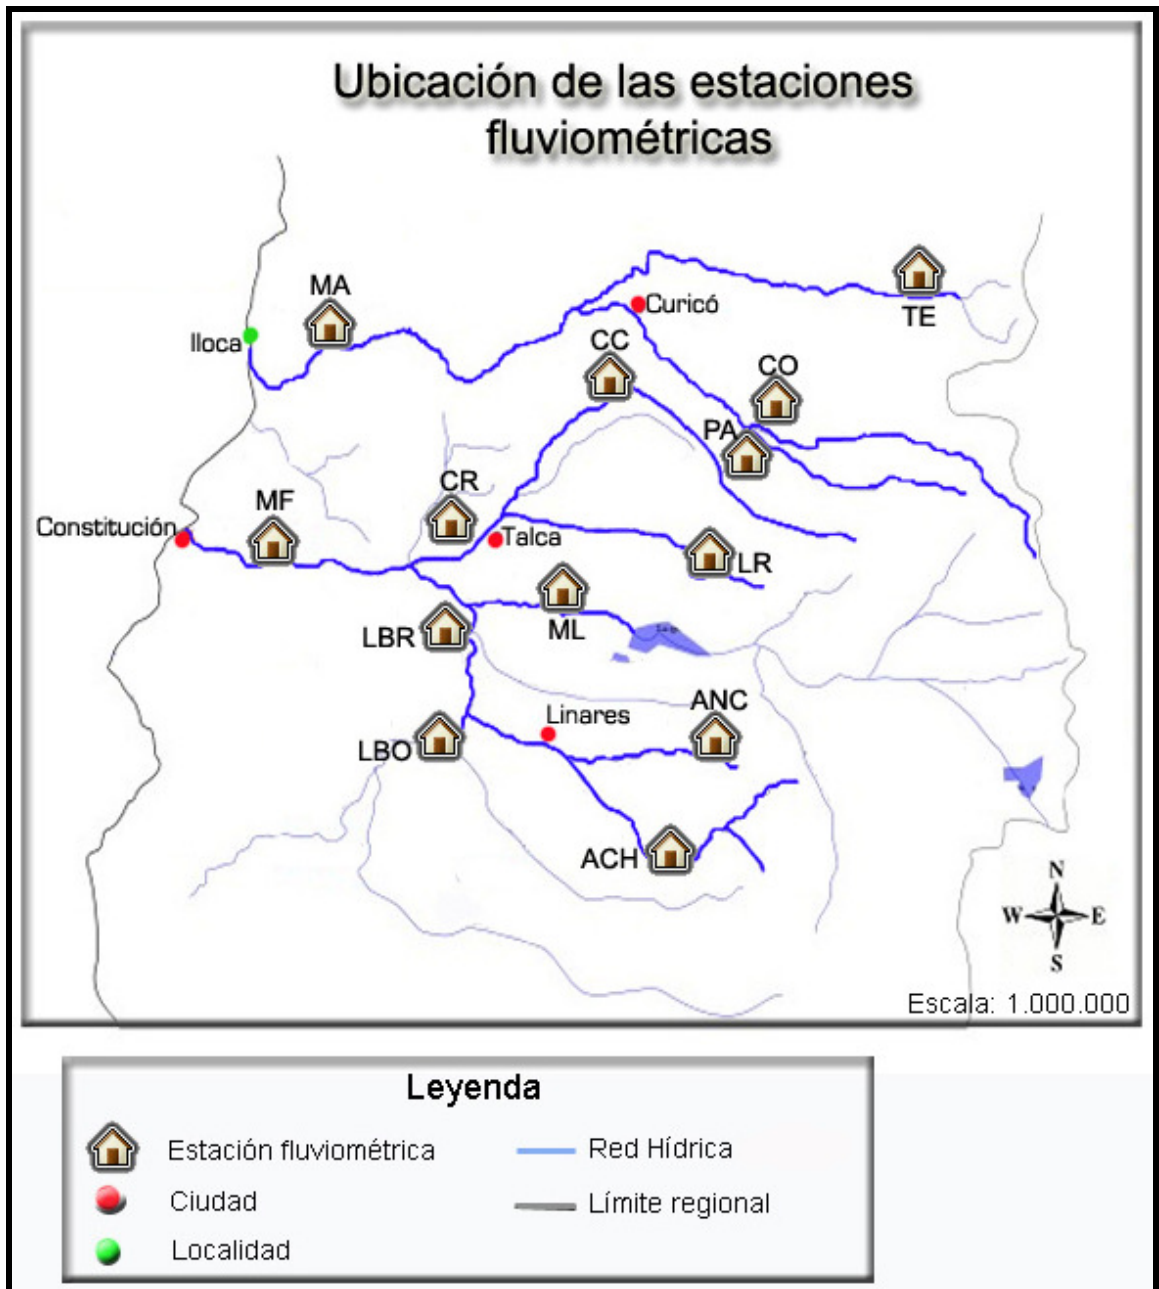 Ubicación de las estaciones
fluviométricas
MA
TE
Curicó
Iloca
CC
CO
PA
CR
MF
Constitución
Talca
LR
ML
LBR
ANC
Linares
LBO
ACH
N
W E
S
Escala: 1.000.000
Leyenda
Estación fluviométrica
Red Hídrica
Ciudad
Límite regional
Localidad